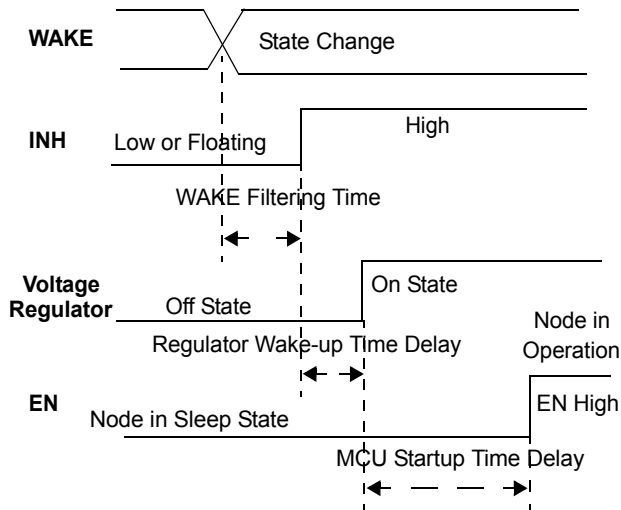 WAKE
State Change
INH
Low or Floating
High
WAKE Filtering Time
Voltage
Regulator
Off State
On State
Regulator Wake-up Time Delay
Node in
Operation
EN
Node in Sleep State
EN High
MCU Startup Time Delay